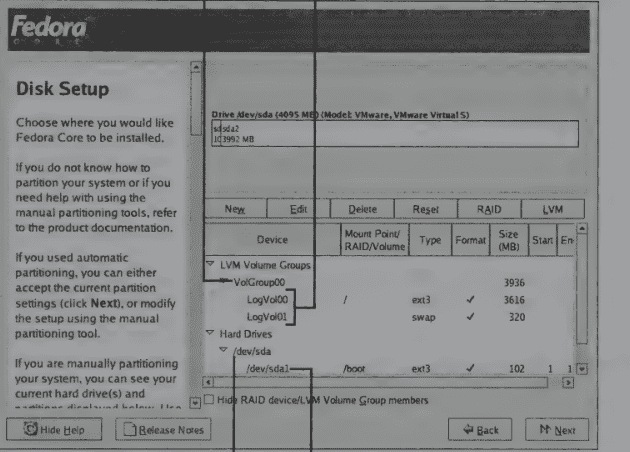 Fedora
CORE
Disk Setup
Choose where you would like
Fedora Core to be installed.
If you do not know how to
partition your system or if you
need help with using the
manual partitioning tools, refer
to the product documentation.
If you used automatic
partitioning, you can either
accept the current partition
settings (click Next), or modify
the setup using the manual
partitioning tool.
If you are manually partitioning
your system, you can see your
current hard drive(s) and
partitions displayed below. Use
Hide Help
Release Notes
Drive /dev/sda (4095 MB) (Model: VMware, VMware Virtual S)
sd sda2
10 3992 MB
New Edit Delete Reset RAID LVM
Device Mount Point/ RAID/Volume Type Format Size (MB) Start En
LVM Volume Groups
VolGroup00 3936
LogVol00 / ext3 ✓ 3616
LogVol01 swap ✓ 320
Hard Drives
/dev/sda
/dev/sda1 /boot ext3 ✓ 102 1 1
Hide RAID device/LVM Volume Group members
Back
Next